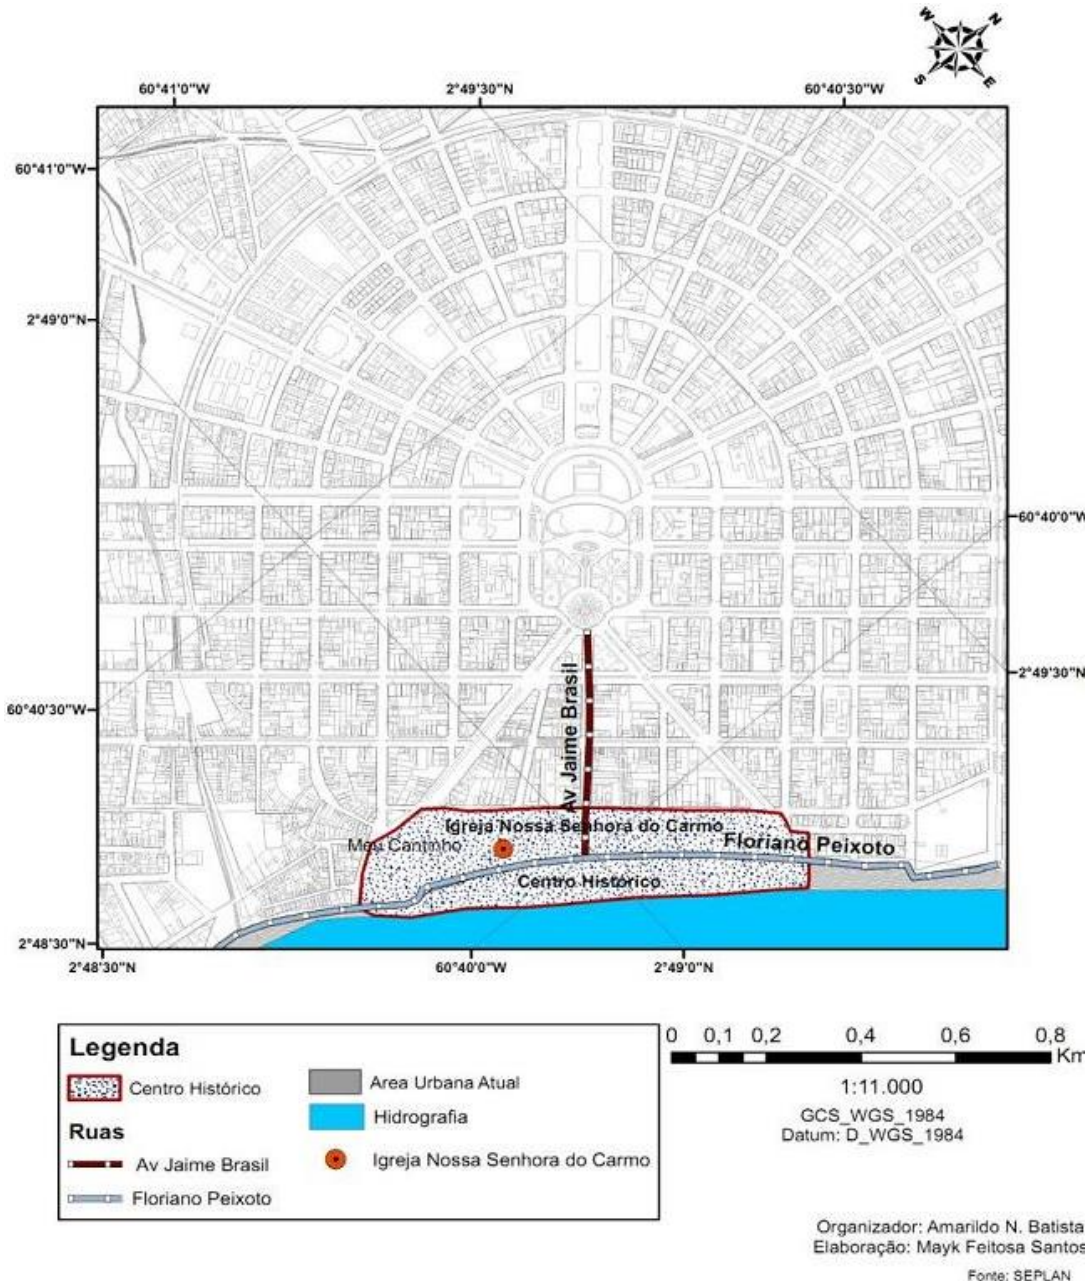 W N
S E
60°41'0"W 2°49'30"N 60°40'30"W
60°41'0"W
2°49'0"N
60°40'0"W
2°49'30"N
60°40'30"W
2°48'30"N
Av Jaime Brasil
Igreja Nossa Senhora do Carmo
Meu Cantinho
Floriano Peixoto
Centro Histórico
2°48'30"N 60°40'0"W 2°49'0"N
Legenda
Centro Histórico
Ruas
Av Jaime Brasil
Floriano Peixoto
Area Urbana Atual
Hidrografia
Igreja Nossa Senhora do Carmo
0 0,1 0,2 0,4 0,6 0,8
Km
1:11.000
GCS_WGS_1984
Datum: D_WGS_1984
Organizador: Amarildo N. Batista
Elaboração: Mayk Feitosa Santos
Fonte: SEPLAN